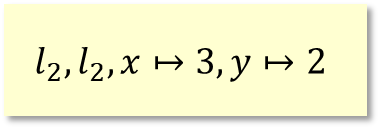 l₂, l₂, x ↦ 3, y ↦ 2